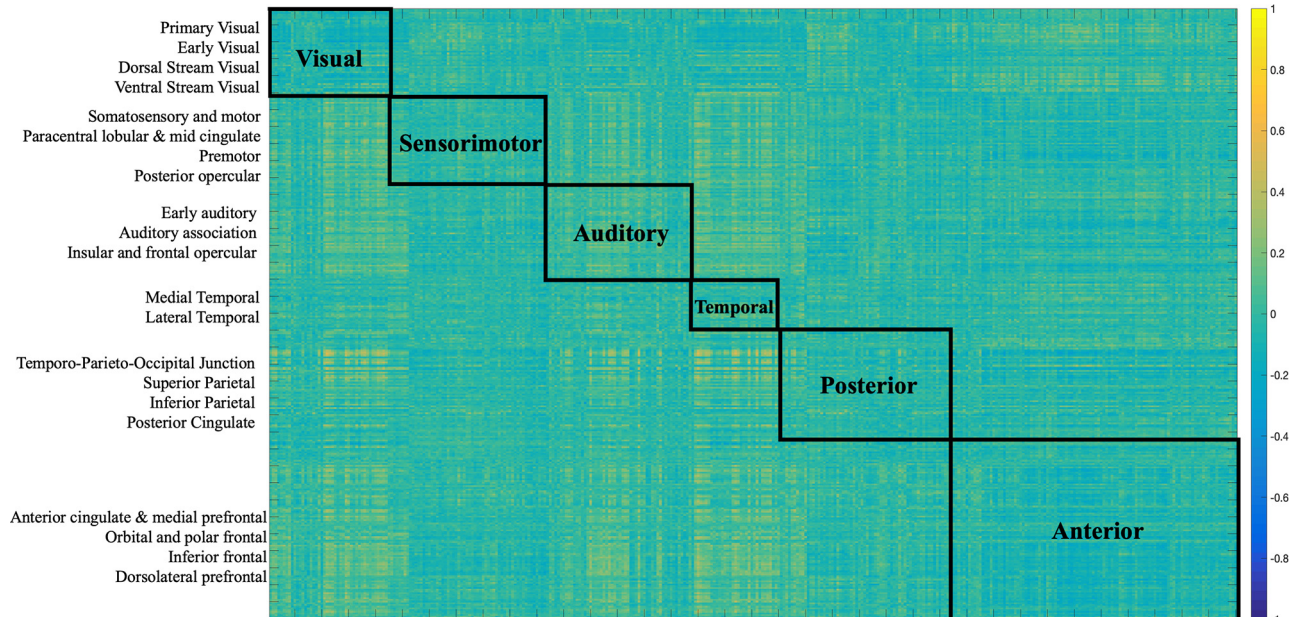 Primary Visual
Early Visual
Dorsal Stream Visual
Ventral Stream Visual
Visual
Somatosensory and motor
Paracentral lobular & mid cingulate
Premotor
Posterior opercular
Sensorimotor
Early auditory
Auditory association
Insular and frontal opercular
Auditory
Medial Temporal
Lateral Temporal
Temporal
Temporo-Parieto-Occipital Junction
Superior Parietal
Inferior Parietal
Posterior Cingulate
Posterior
Anterior cingulate & medial prefrontal
Orbital and polar frontal
Inferior frontal
Dorsolateral prefrontal
Anterior
1
0.8
0.6
0.4
0.2
0
-0.2
-0.4
-0.6
-0.8